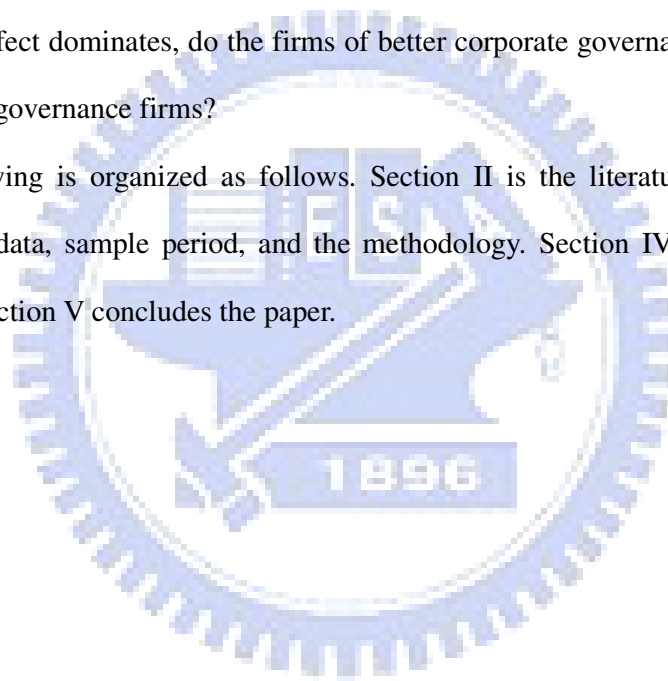 fect dominates, do the firms of better corporate governa
governance firms?
ving is organized as follows. Section II is the literatu
data, sample period, and the methodology. Section IV
ction V concludes the paper.
E S A
1896